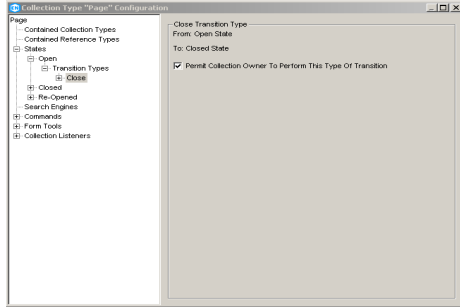 Collection Type "Page" Configuration
Page
Contained Collection Types
Contained Reference Types
States
Open
Transition Types
Close
Closed
Re-Opened
Search Engines
Commands
Form Tools
Collection Listeners
Close Transition Type
From: Open State
To: Closed State
Permit Collection Owner To Perform This Type Of Transition